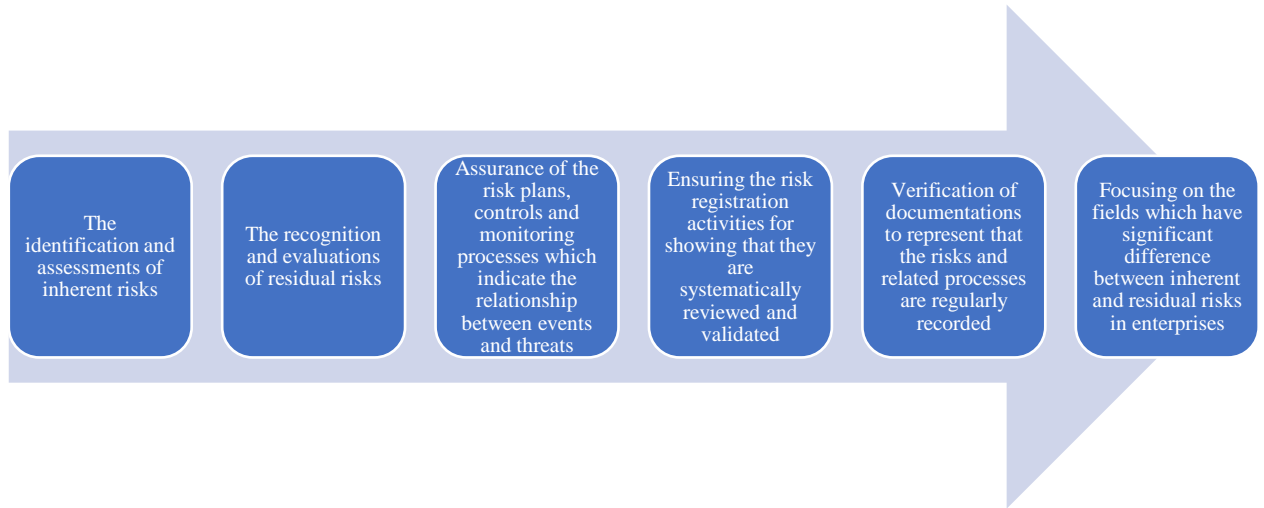 The
identification and
assessments of
inherent risks
The recognition
and evaluations
of residual risks
Assurance of the
risk plans,
controls and
monitoring
processes which
indicate the
relationship
between events
and threats
Ensuring the risk
registration
activities for
showing that they
are
systematically
reviewed and
validated
Verification of
documentations
to represent that
the risks and
related processes
are regularly
recorded
Focusing on the
fields which have
significant
difference
between inherent
and residual risks
in enterprises